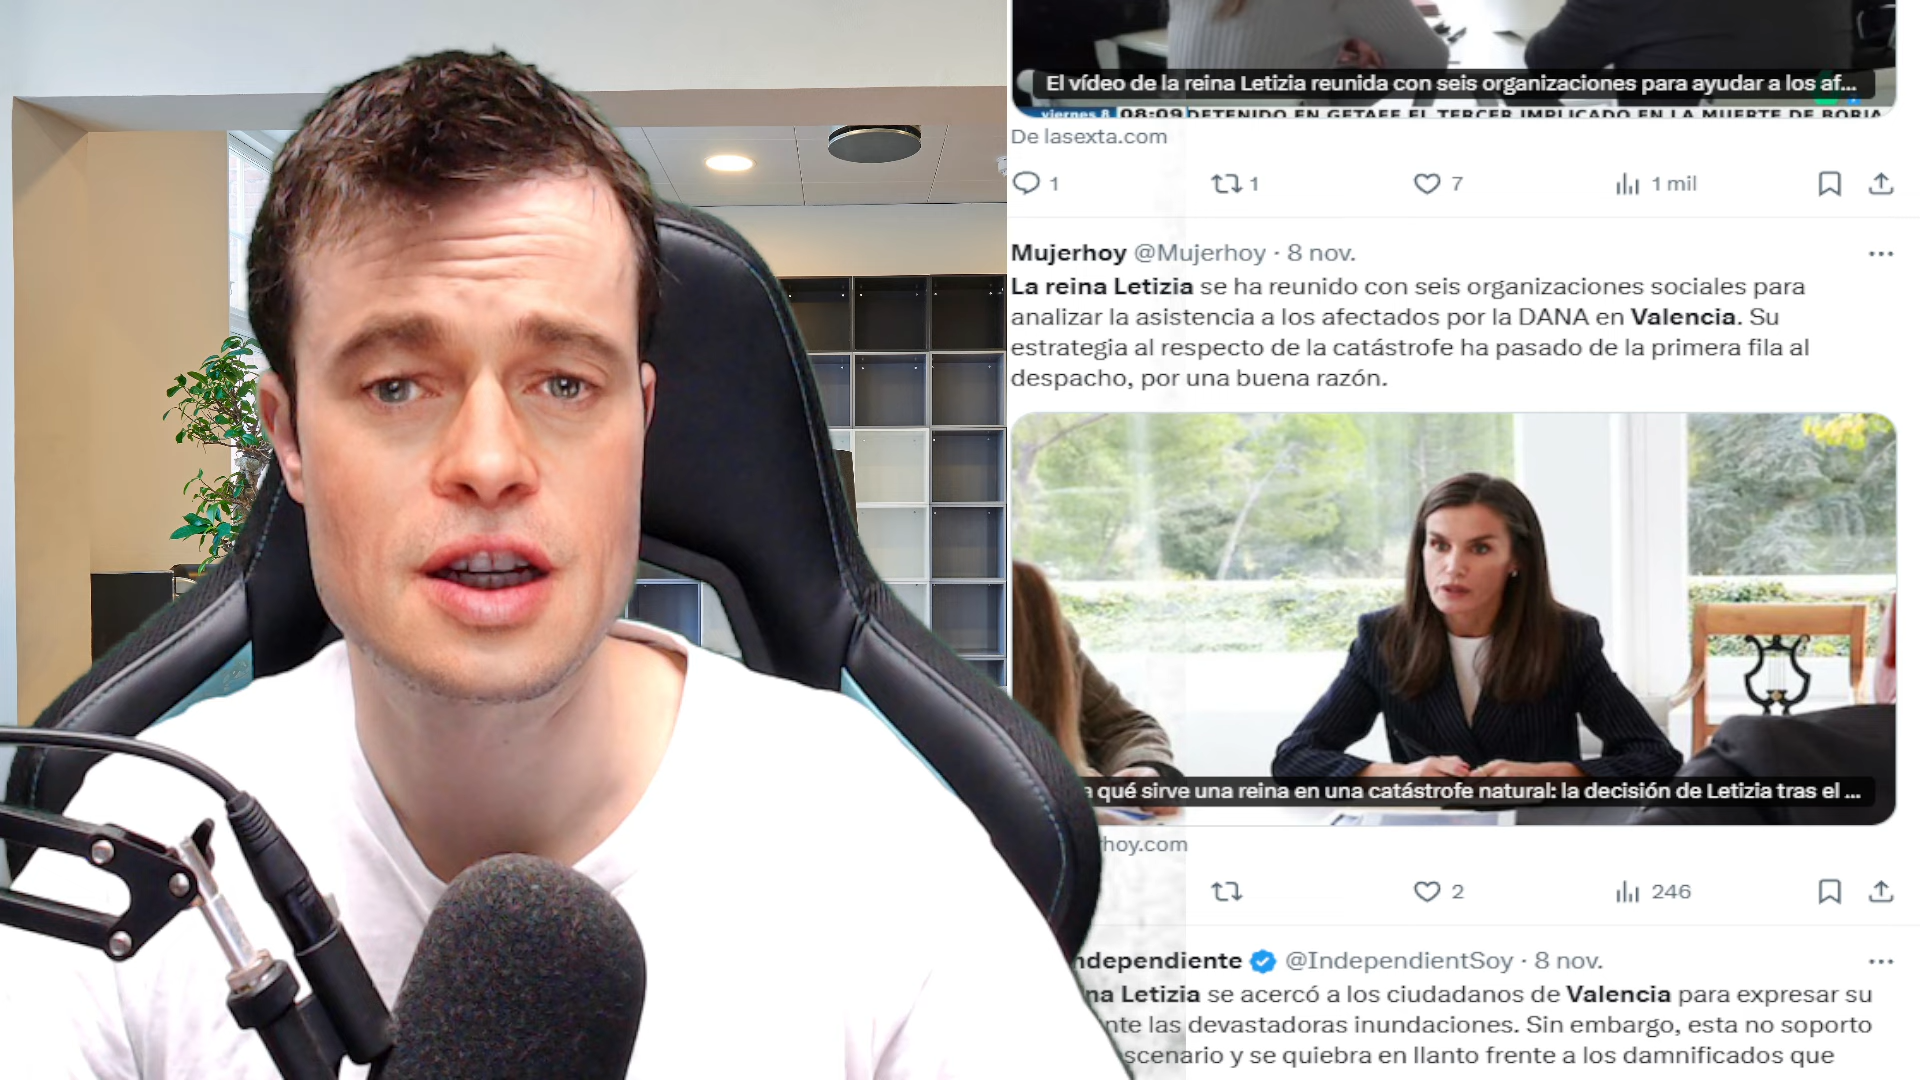 El vídeo de la reina Letizia reunida con seis organizaciones para ayudar a los af...
viernes 8 08:09 DETENIDO EN GETAFE EL TERCER IMPLICADO EN LA MUERTE DE BORJA
De lasexta.com
1 1 7 1 mil
Mujerhoy @Mujerhoy · 8 nov.
La reina Letizia se ha reunido con seis organizaciones sociales para
analizar la asistencia a los afectados por la DANA en Valencia. Su
estrategia al respecto de la catástrofe ha pasado de la primera fila al
despacho, por una buena razón.
a qué sirve una reina en una catástrofe natural: la decisión de Letizia tras el ...
rhoy.com
2 246
ndependiente @IndependientSoy · 8 nov.
na Letizia se acercó a los ciudadanos de Valencia para expresar su
nte las devastadoras inundaciones. Sin embargo, esta no soporto
scenario y se quiebra en llanto frente a los damnificados que